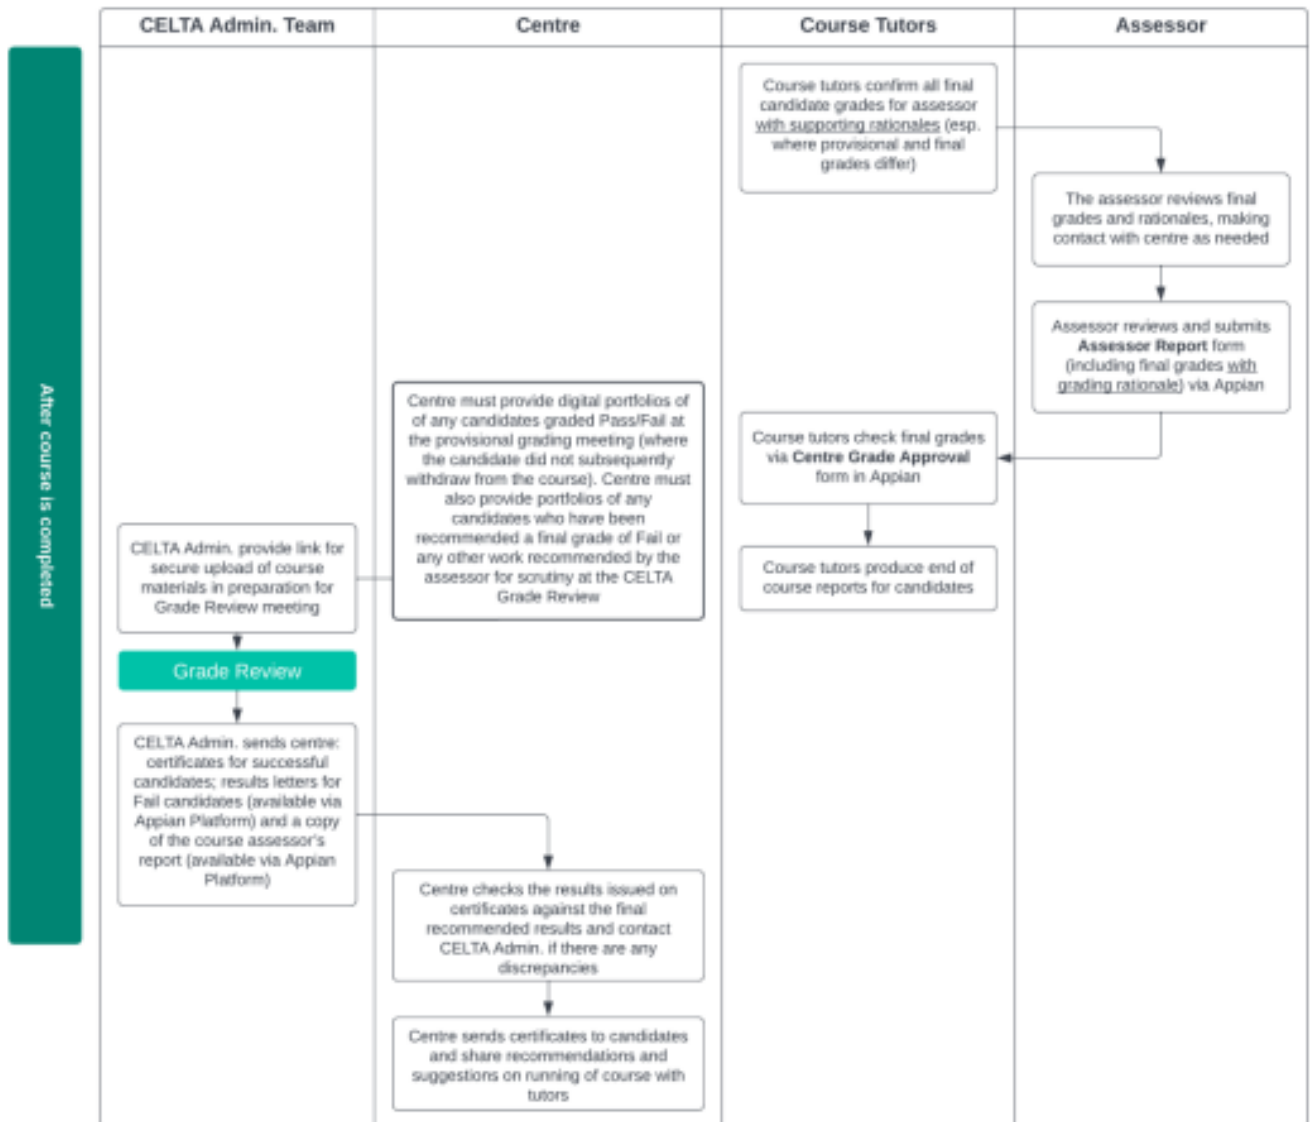 CELTA Admin. Team
Centre
Course Tutors
Assessor
After course is completed
Course tutors confirm all final
candidate grades for assessor
with supporting rationales (esp.
where provisional and final
grades differ)
The assessor reviews final
grades and rationales, making
contact with centre as needed
Assessor reviews and submits
Assessor Report form
(including final grades with
grading rationale) via Appian
Course tutors check final grades
via Centre Grade Approval
form in Appian
Course tutors produce end of
course reports for candidates
Centre must provide digital portfolios of
of any candidates graded Pass/Fail at
the provisional grading meeting (where
the candidate did not subsequently
withdraw from the course). Centre must
also provide portfolios of any
candidates who have been
recommended a final grade of Fail or
any other work recommended by the
assessor for scrutiny at the CELTA
Grade Review
CELTA Admin. provide link for
secure upload of course
materials in preparation for
Grade Review meeting
Grade Review
CELTA Admin. sends centre:
certificates for successful
candidates; results letters for
Fail candidates (available via
Appian Platform) and a copy
of the course assessor's
report (available via Appian
Platform)
Centre checks the results issued on
certificates against the final
recommended results and contact
CELTA Admin. if there are any
discrepancies
Centre sends certificates to candidates
and share recommendations and
suggestions on running of course with
tutors